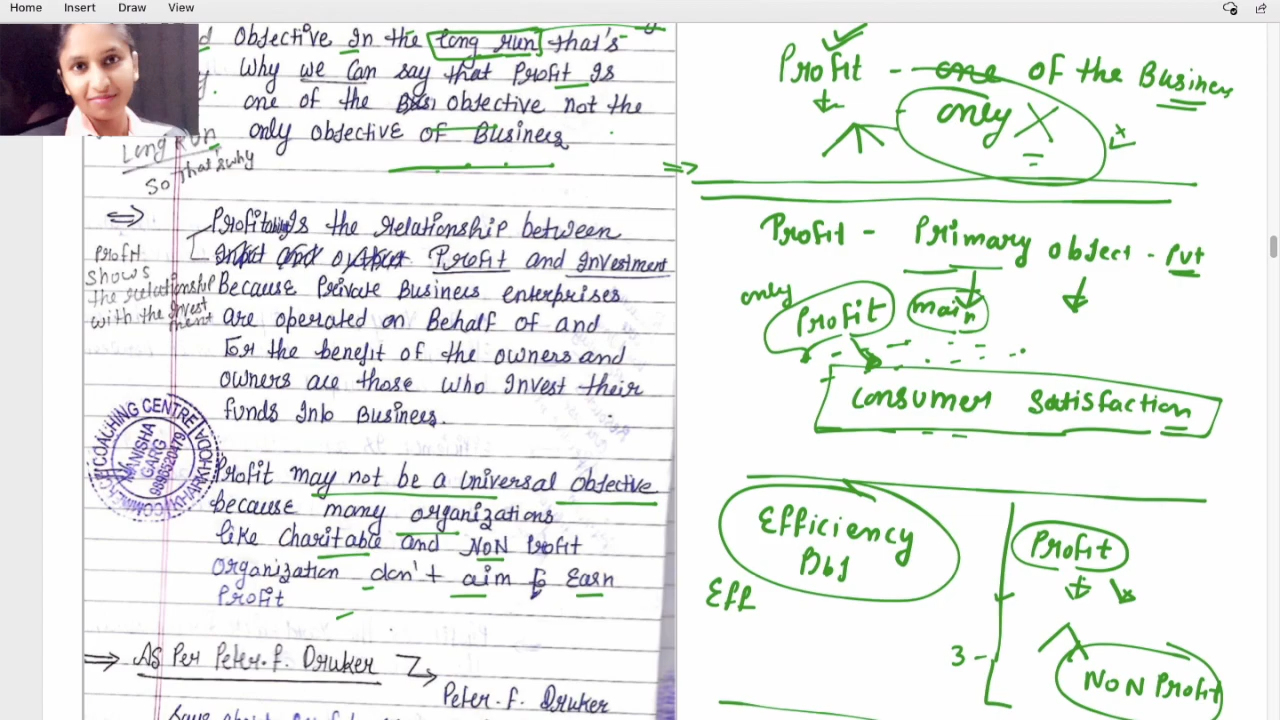 Home Insert Draw View
Objective In the long run that's
Why we can say that Profit Is
one of the objective not the
only objective of Business
Long Run
So that's why
Is the relationship between
Profit and Investment
Profit
shows
the relationship
with the Invest
ment
Because Private Business enterprises
are operated on Behalf of and
For the benefit of the owners and
owners are those who Invest their
funds Into Business.
COMMERCE COACHING CENTRE KHARKHODA
MANISHA
GARG
Profit may not be a Universal Objective
because many organizations
like Charitable and NON Profit
Organization don't aim to Earn
Profit
As Per Peter.F. Druker
Peter.F. Druker
Profit - one of the Business
only
Profit - Primary object - Pvt
only
Profit main
Consumer Satisfaction
Efficiency
Obj
Eff
Profit
3 -
NON Profit